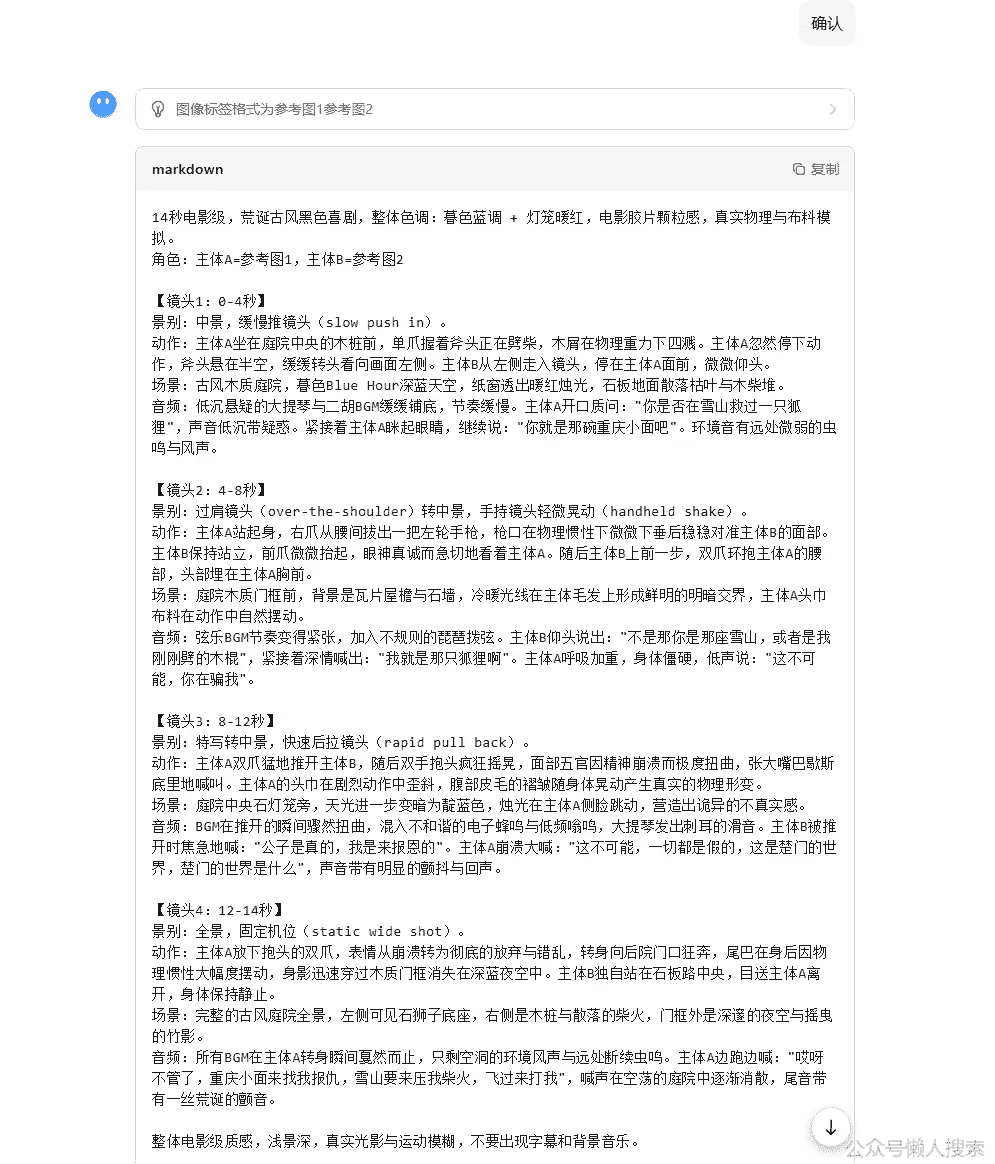 确认
图像标签格式为参考图1参考图2
markdown
复制
14秒电影级，荒诞古风黑色喜剧，整体色调：暮色蓝调 + 灯笼暖红，电影胶片颗粒感，真实物理与布料模
拟。
角色：主体A=参考图1，主体B=参考图2
【镜头1：0-4秒】
景别：中景，缓慢推镜头（slow push in）。
动作：主体A坐在庭院中央的木桩前，单爪握着斧头正在劈柴，木屑在物理重力下四溅。主体A忽然停下动
作，斧头悬在半空，缓缓转头看向画面左侧。主体B从左侧走入镜头，停在主体A面前，微微仰头。
场景：古风木质庭院，暮色Blue Hour深蓝天空，纸窗透出暖红烛光，石板地面散落枯叶与木柴堆。
音频：低沉悬疑的大提琴与二胡BGM缓缓铺底，节奏缓慢。主体A开口质问："你是否在雪山救过一只狐
狸"，声音低沉带疑惑。紧接着主体A眯起眼睛，继续说："你就是那碗重庆小面吧"。环境音有远处微弱的虫
鸣与风声。
【镜头2：4-8秒】
景别：过肩镜头（over-the-shoulder）转中景，手持镜头轻微晃动（handheld shake）。
动作：主体A站起身，右爪从腰间拔出一把左轮手枪，枪口在物理惯性下微微下垂后稳稳对准主体B的面部。
主体B保持站立，前爪微微抬起，眼神真诚而急切地看着主体A。随后主体B上前一步，双爪环抱主体A的腰
部，头部埋在主体A胸前。
场景：庭院木质门框前，背景是瓦片屋檐与石墙，冷暖光线在主体毛发上形成鲜明的明暗交界，主体A头巾
布料在动作中自然摆动。
音频：弦乐BGM节奏变得紧张，加入不规则的琵琶拨弦。主体B仰头说出："不是那你是那座雪山，或者是我
刚刚劈的木棍"，紧接着深情喊出："我就是那只狐狸啊"。主体A呼吸加重，身体僵硬，低声说："这不可
能，你在骗我"。
【镜头3：8-12秒】
景别：特写转中景，快速后拉镜头（rapid pull back）。
动作：主体A双爪猛地推开主体B，随后双手抱头疯狂摇晃，面部五官因精神崩溃而极度扭曲，张大嘴巴歇斯
底里地喊叫。主体A的头巾在剧烈动作中歪斜，腹部皮毛的褶皱随身体晃动产生真实的物理形变。
场景：庭院中央石灯笼旁，天光进一步变暗为靛蓝色，烛光在主体A侧脸跳动，营造出诡异的不真实感。
音频：BGM在推开的瞬间骤然扭曲，混入不和谐的电子蜂鸣与低频嗡鸣，大提琴发出刺耳的滑音。主体B被推
开时焦急地喊："公子是真的，我是来报恩的"。主体A崩溃大喊："这不可能，一切都是假的，这是楚门的世
界，楚门的世界是什么"，声音带有明显的颤抖与回声。
【镜头4：12-14秒】
景别：全景，固定机位（static wide shot）。
动作：主体A放下抱头的双爪，表情从崩溃转为彻底的放弃与错乱，转身向后院门口狂奔，尾巴在身后因物
理惯性大幅度摆动，身影迅速穿过木质门框消失在深蓝夜空中。主体B独自站在石板路中央，目送主体A离
开，身体保持静止。
场景：完整的古风庭院全景，左侧可见石狮子底座，右侧是木桩与散落的柴火，门框外是深邃的夜空与摇曳
的竹影。
音频：所有BGM在主体A转身瞬间戛然而止，只剩空洞的环境风声与远处断续虫鸣。主体A边跑边喊："哎呀
不管了，重庆小面来找我报仇，雪山要来压我柴火，飞过来打我"，喊声在空荡的庭院中逐渐消散，尾音带
有一丝荒诞的颤音。
整体电影级质感，浅景深，真实光影与运动模糊，不要出现字幕和背景音乐。
公众号懒人搜索